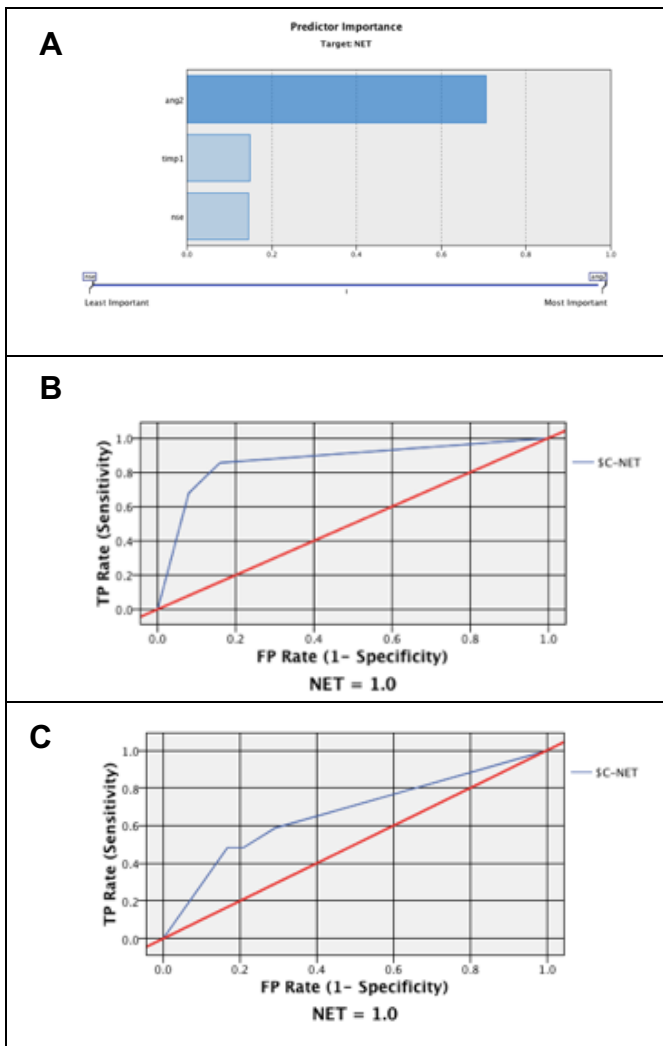 A
Predictor Importance
Target: NET
ang2
timp1
nse
0.0 0.2 0.4 0.6 0.8 1.0
nse
Least Important
Most Important
B
1.0
0.8
0.6
0.4
0.2
0.0
TP Rate (Sensitivity)
$C-NET
0.0 0.2 0.4 0.6 0.8 1.0
FP Rate (1- Specificity)
NET = 1.0
C
1.0
0.8
0.6
0.4
0.2
0.0
TP Rate (Sensitivity)
$C-NET
0.0 0.2 0.4 0.6 0.8 1.0
FP Rate (1- Specificity)
NET = 1.0